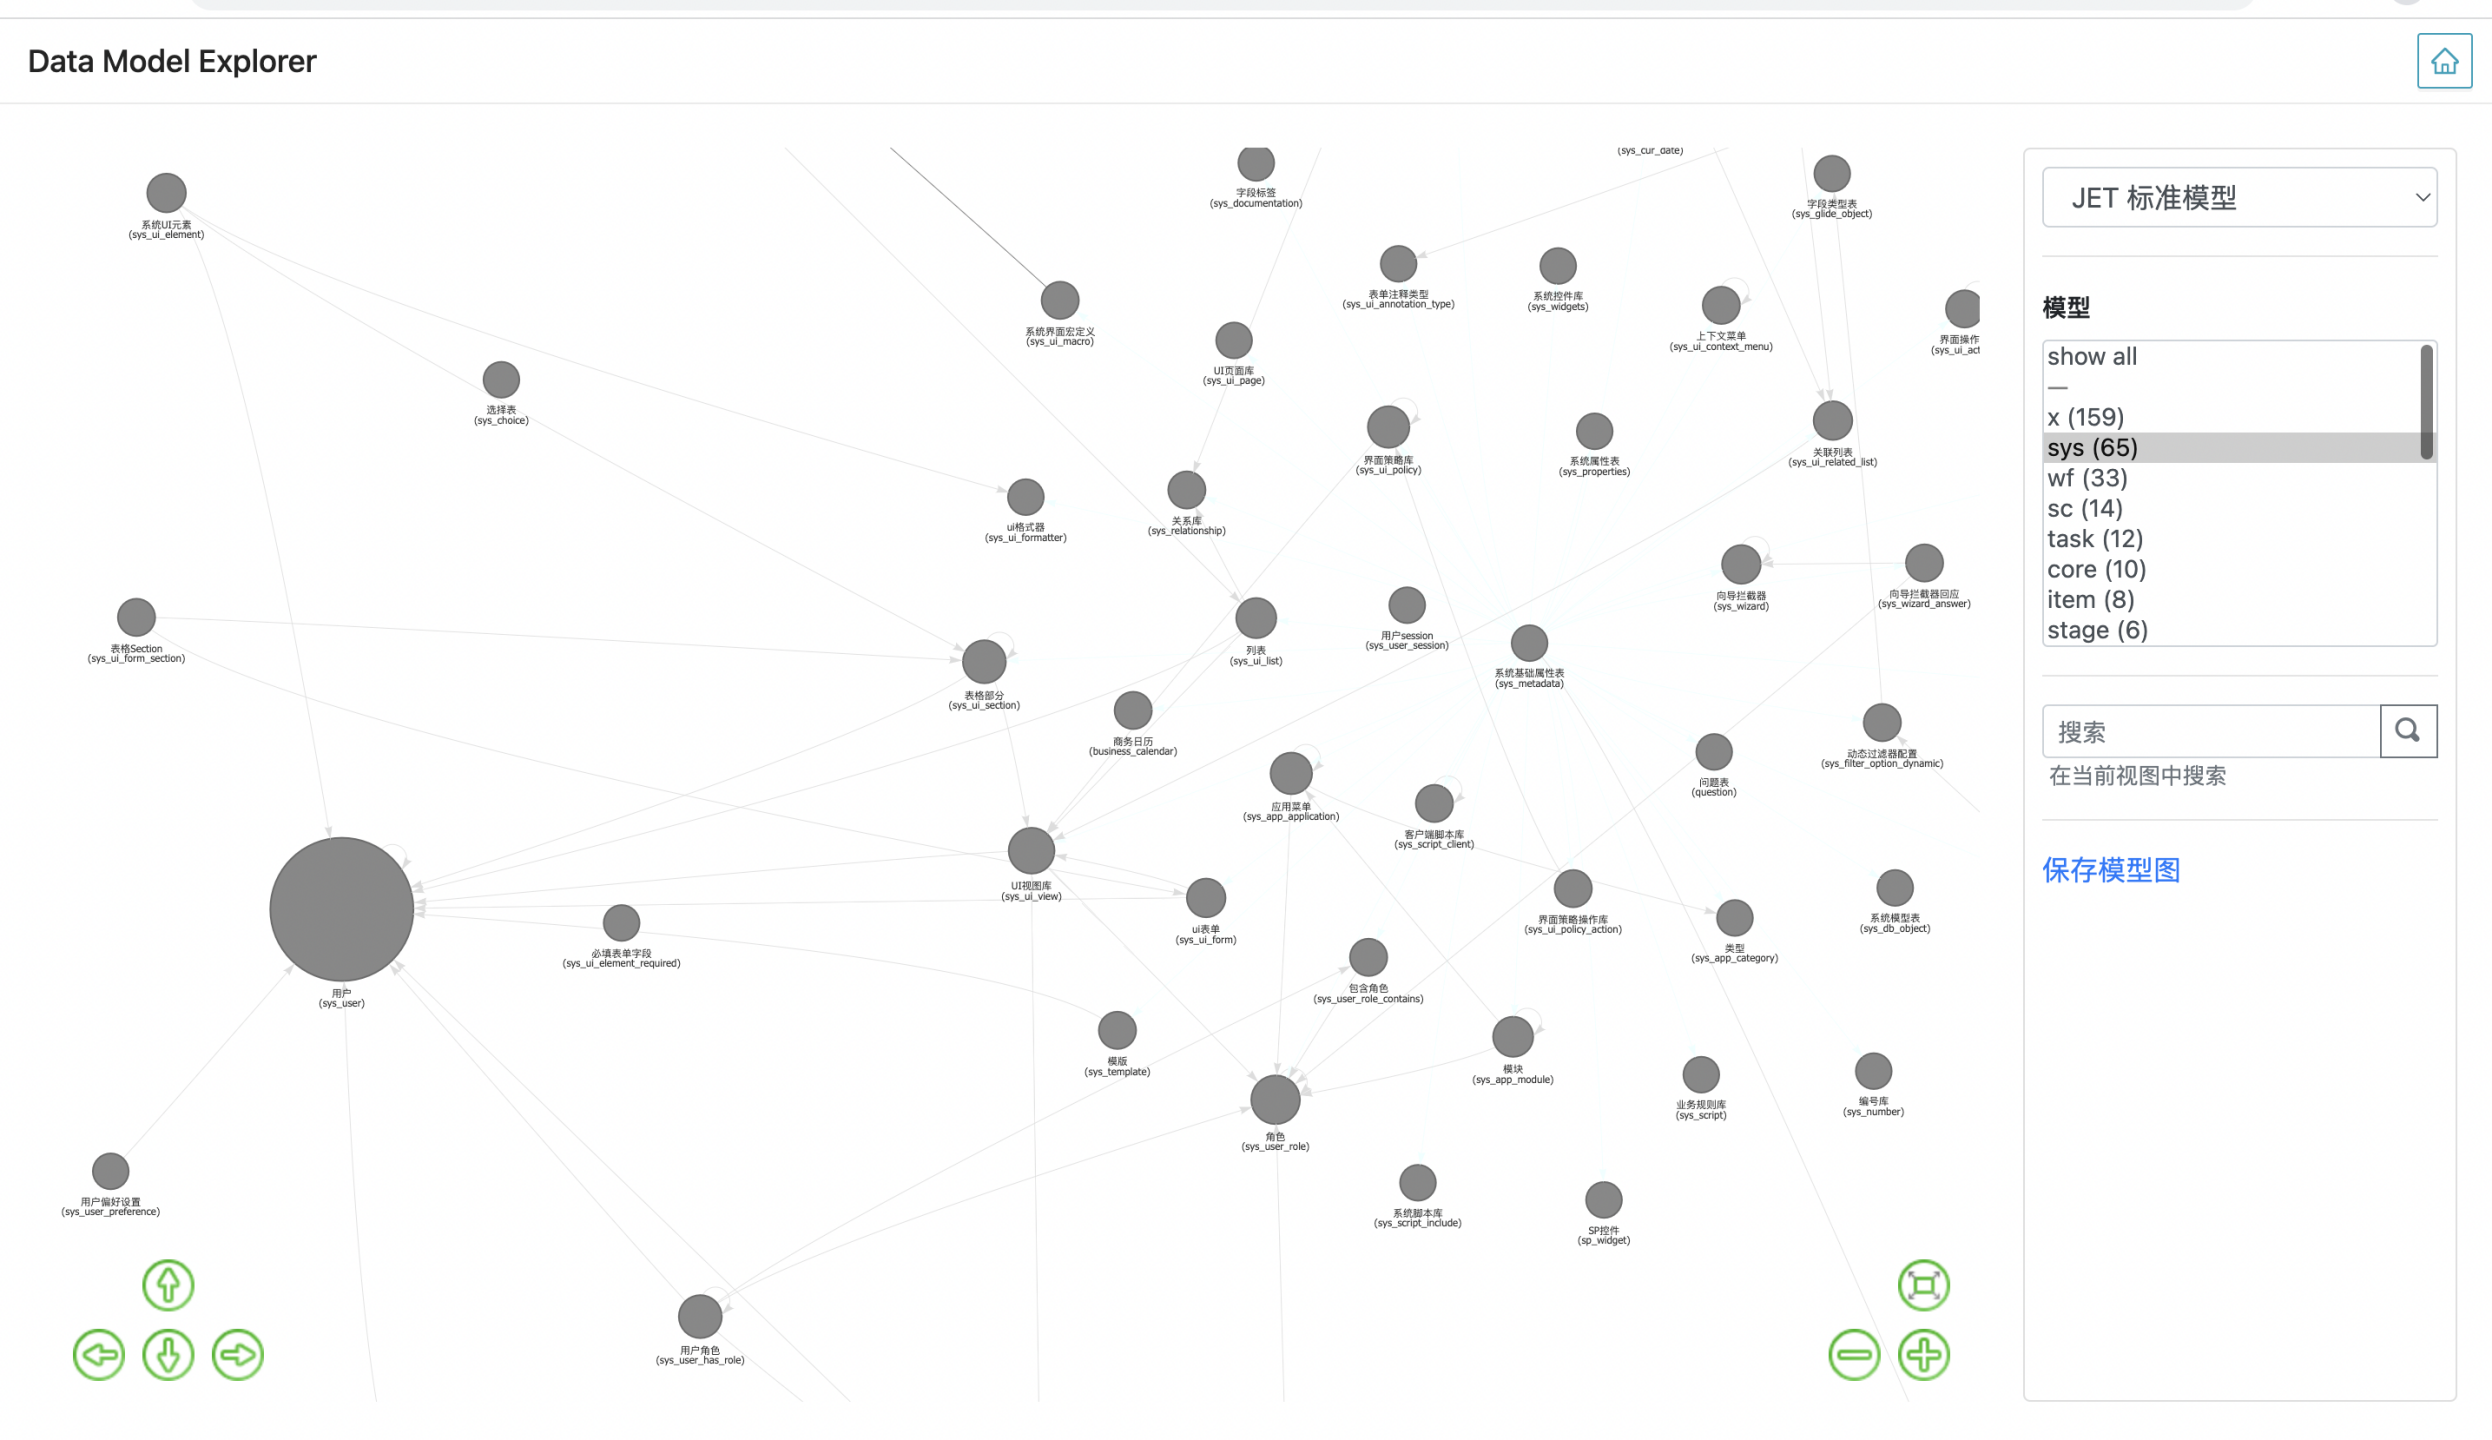 Data Model Explorer
(sys_cur_date)
字段标签
(sys_documentation)
字段类型表
(sys_glide_object)
系统UI元素
(sys_ui_element)
表单注释类型
(sys_ui_annotation_type)
系统控件库
(sys_widgets)
系统界面宏定义
(sys_ui_macro)
上下文菜单
(sys_ui_context_menu)
界面操作
(sys_ui_act
UI页面库
(sys_ui_page)
选择表
(sys_choice)
界面策略库
(sys_ui_policy)
系统属性表
(sys_properties)
关联列表
(sys_ui_related_list)
ui格式器
(sys_ui_formatter)
关系库
(sys_relationship)
向导拦截器
(sys_wizard)
向导拦截器回应
(sys_wizard_answer)
表格Section
(sys_ui_form_section)
列表
(sys_ui_list)
用户session
(sys_user_session)
系统基础属性表
(sys_metadata)
表格部分
(sys_ui_section)
商务日历
(business_calendar)
动态过滤器配置
(sys_filter_option_dynamic)
问题表
(question)
应用菜单
(sys_app_application)
客户端脚本库
(sys_script_client)
UI视图库
(sys_ui_view)
ui表单
(sys_ui_form)
界面策略操作库
(sys_ui_policy_action)
类型
(sys_app_category)
系统模型表
(sys_db_object)
必填表单字段
(sys_ui_element_required)
用户
(sys_user)
包含角色
(sys_user_role_contains)
模版
(sys_template)
模块
(sys_app_module)
业务规则库
(sys_script)
编号库
(sys_number)
角色
(sys_user_role)
用户偏好设置
(sys_user_preference)
系统脚本库
(sys_script_include)
SP控件
(sp_widget)
用户角色
(sys_user_has_role)
JET 标准模型
模型
show all
—
x (159)
sys (65)
wf (33)
sc (14)
task (12)
core (10)
item (8)
stage (6)
搜索
在当前视图中搜索
保存模型图